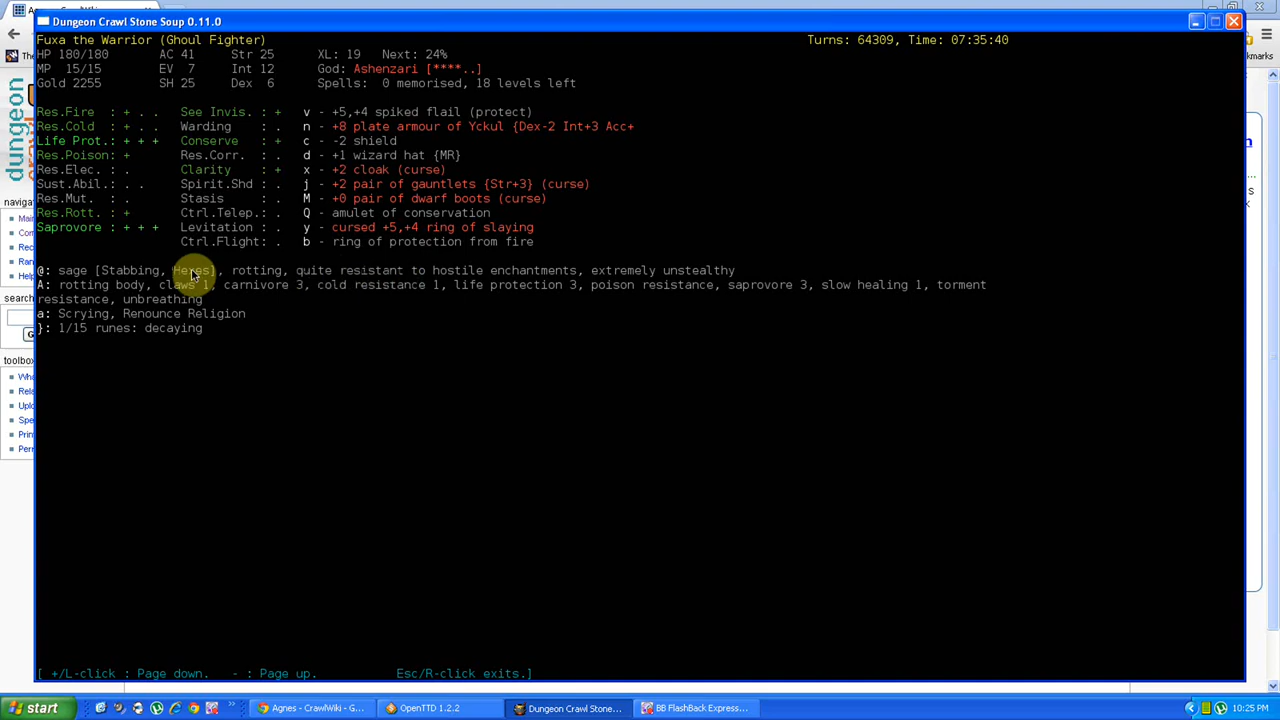 Dungeon Crawl Stone Soup 0.11.0
Fuxa the Warrior (Ghoul Fighter) Turns: 64309, Time: 07:35:40
HP 180/180 AC 41 Str 25 XL: 19 Next: 24%
MP 15/15 EV 7 Int 12 God: Ashenzari [****..]
Gold 2255 SH 25 Dex 6 Spells: 0 memorised, 18 levels left
Res.Fire : + . . See Invis. : + v - +5,+4 spiked flail (protect)
Res.Cold : + . . Warding : . n - +8 plate armour of Yckul {Dex-2 Int+3 Acc+
Life Prot.: + + + Conserve : + c - -2 shield
Res.Poison: + Res.Corr. : . d - +1 wizard hat {MR}
Res.Elec. : . Clarity : + x - +2 cloak (curse)
Sust.Abil.: . . Spirit.Shd : . j - +2 pair of gauntlets {Str+3} (curse)
Res.Mut. : . Stasis : . M - +0 pair of dwarf boots (curse)
Res.Rott. : + Ctrl.Telep.: . Q - amulet of conservation
Saprovore : + + + Levitation : . y - cursed +5,+4 ring of slaying
Ctrl.Flight: . b - ring of protection from fire
@: sage [Stabbing, Hexes], rotting, quite resistant to hostile enchantments, extremely unstealthy
A: rotting body, claws 1, carnivore 3, cold resistance 1, life protection 3, poison resistance, saprovore 3, slow healing 1, torment
resistance, unbreathing
a: Scrying, Renounce Religion
}: 1/15 runes: decaying
[ +/L-click : Page down. - : Page up. Esc/R-click exits.]
dungeon
naviga
Main
Rec
search
G
toolbox
start
Agnes - CrawlWiki - G...
OpenTTD 1.2.2
Dungeon Crawl Stone...
BB FlashBack Express...
10:25 PM